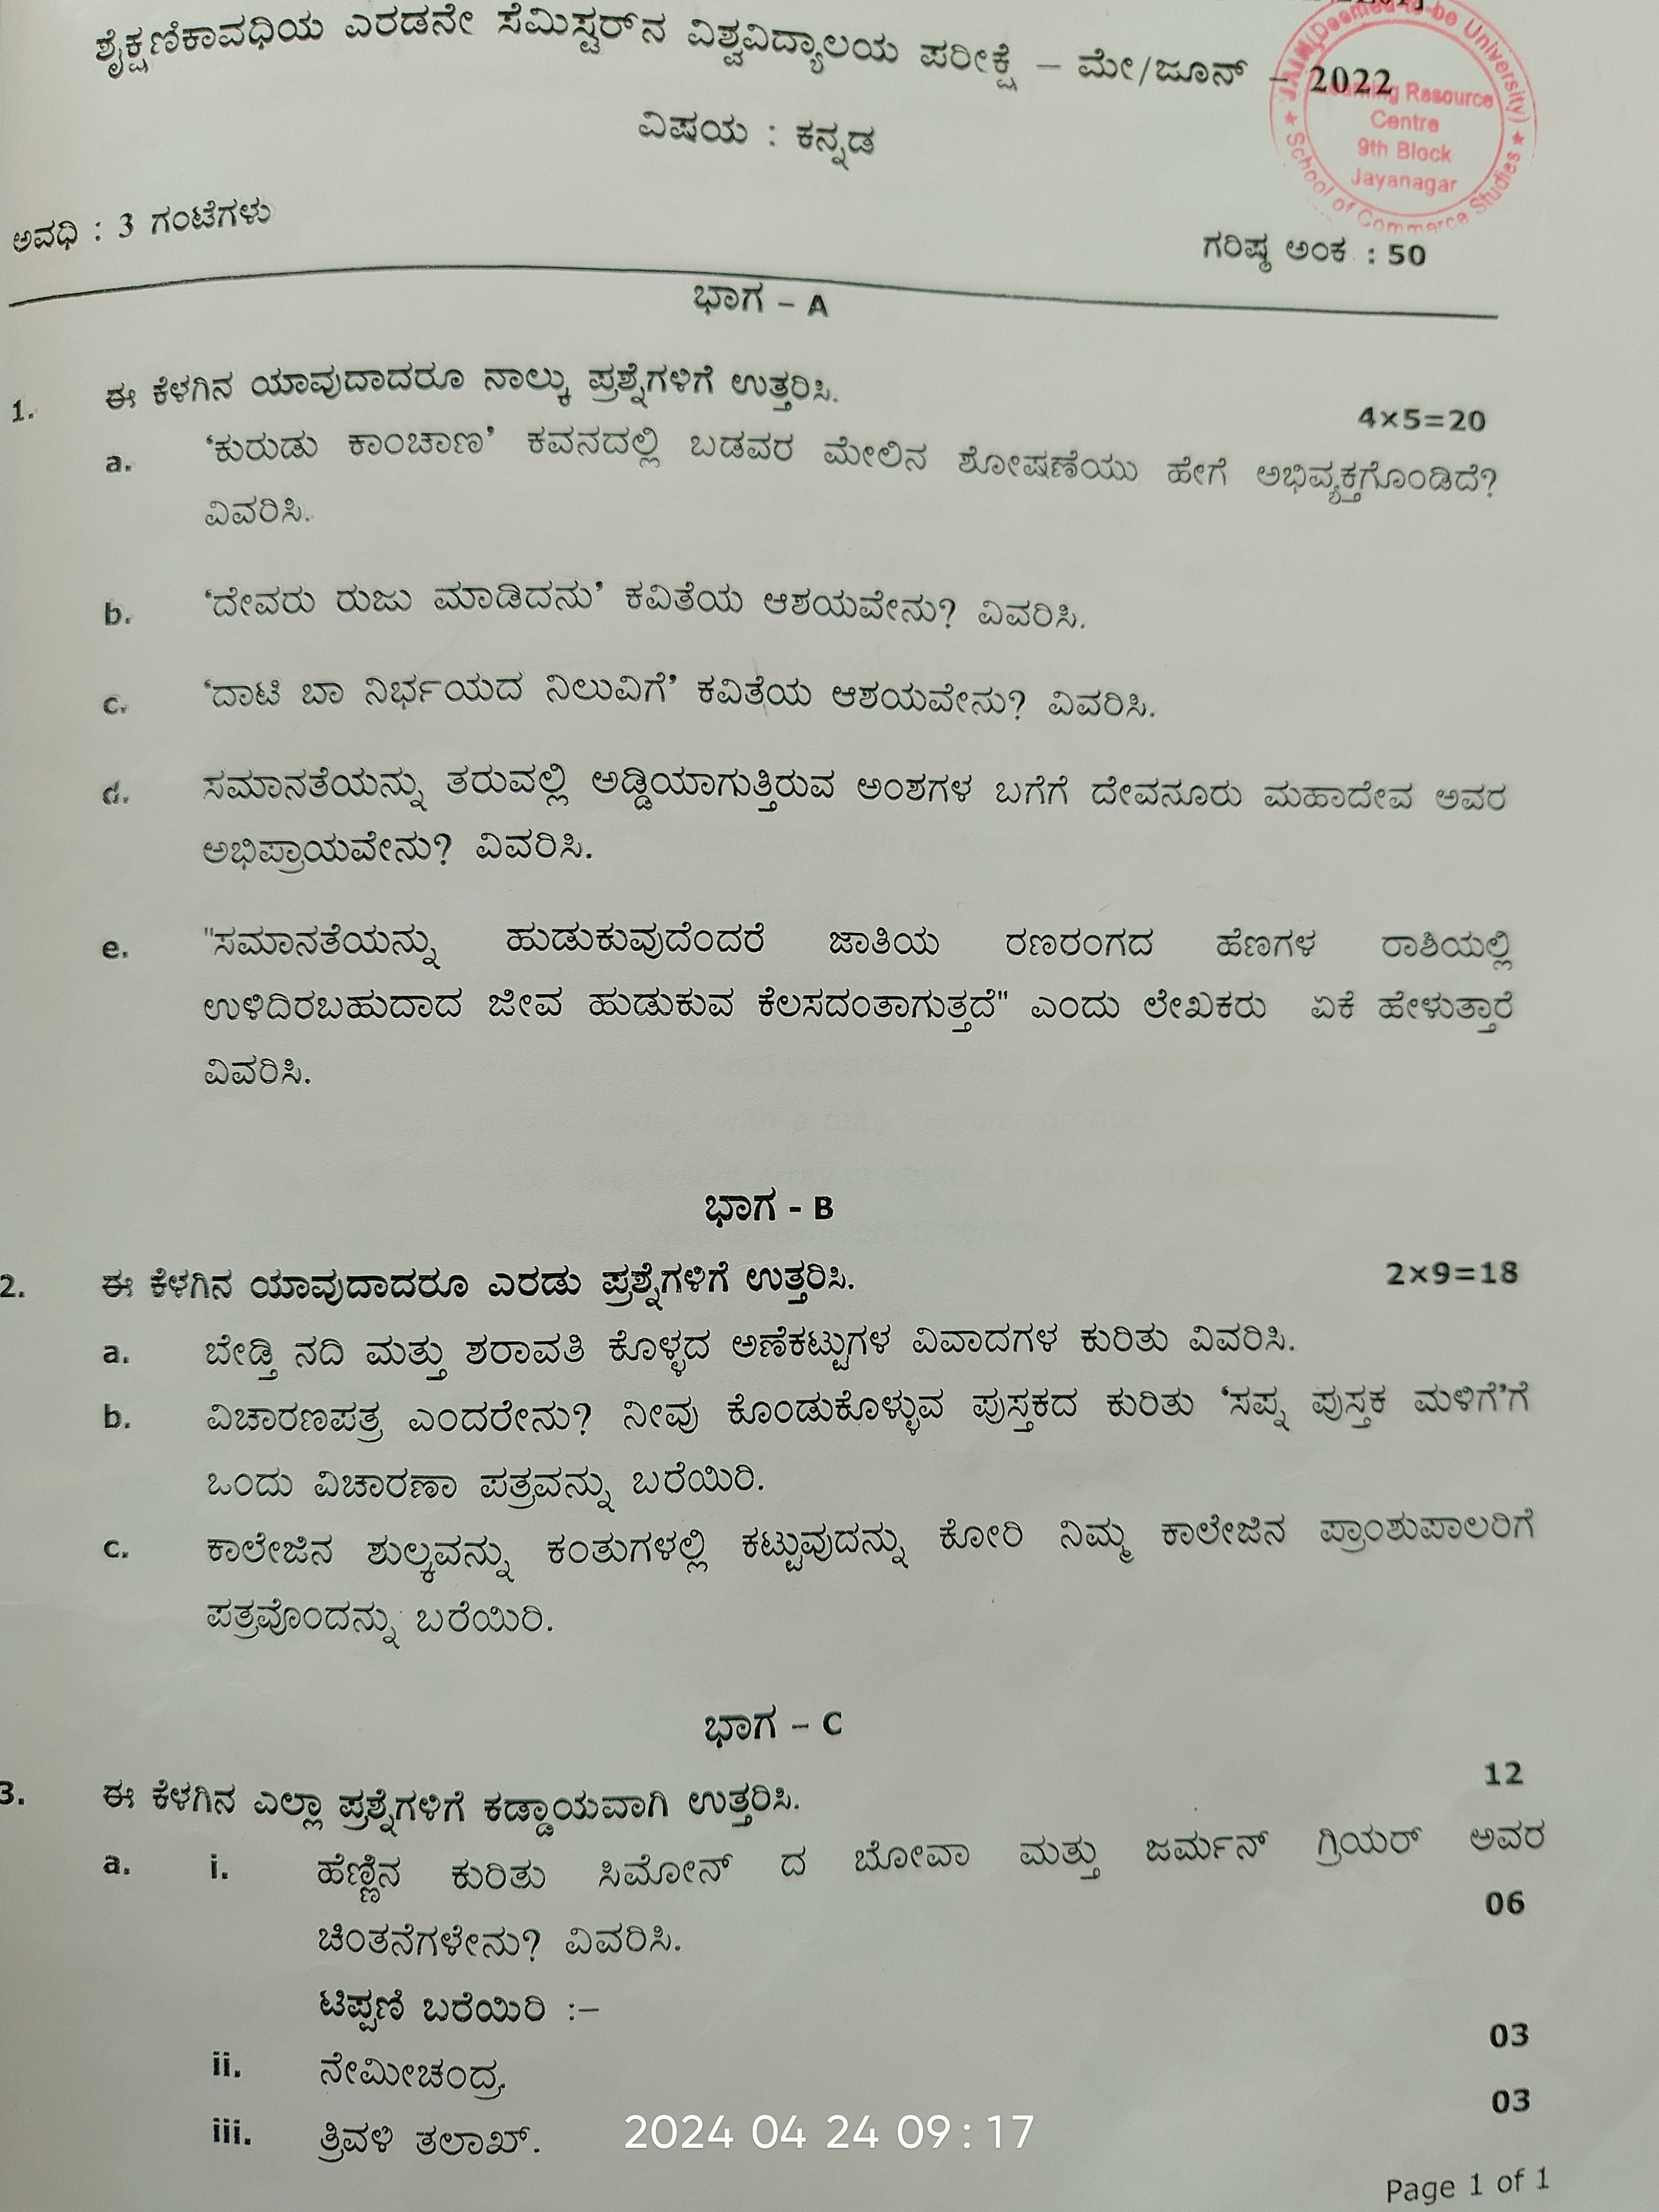 ಶೈಕ್ಷಣಿಕಾವಧಿಯ ಎರಡನೇ ಸೆಮಿಸ್ಟರ್‌ನ ವಿಶ್ವವಿದ್ಯಾಲಯ ಪರೀಕ್ಷೆ – ಮೇ/ಜೂನ್ – 2022
JAIN (Deemed-to-be University)
Learning Resource
Centre
9th Block
Jayanagar
★ School of Commerce Studies ★
ವಿಷಯ : ಕನ್ನಡ
ಅವಧಿ : 3 ಗಂಟೆಗಳು
ಗರಿಷ್ಠ ಅಂಕ : 50
ಭಾಗ – A
1. ಈ ಕೆಳಗಿನ ಯಾವುದಾದರೂ ನಾಲ್ಕು ಪ್ರಶ್ನೆಗಳಿಗೆ ಉತ್ತರಿಸಿ. 4×5=20
a. ‘ಕುರುಡು ಕಾಂಚಾಣ’ ಕವನದಲ್ಲಿ ಬಡವರ ಮೇಲಿನ ಶೋಷಣೆಯು ಹೇಗೆ ಅಭಿವ್ಯಕ್ತಗೊಂಡಿದೆ?
ವಿವರಿಸಿ.
b. ‘ದೇವರು ರುಜು ಮಾಡಿದನು’ ಕವಿತೆಯ ಆಶಯವೇನು? ವಿವರಿಸಿ.
c. ‘ದಾಟಿ ಬಾ ನಿರ್ಭಯದ ನಿಲುವಿಗೆ’ ಕವಿತೆಯ ಆಶಯವೇನು? ವಿವರಿಸಿ.
d. ಸಮಾನತೆಯನ್ನು ತರುವಲ್ಲಿ ಅಡ್ಡಿಯಾಗುತ್ತಿರುವ ಅಂಶಗಳ ಬಗೆಗೆ ದೇವನೂರು ಮಹಾದೇವ ಅವರ
ಅಭಿಪ್ರಾಯವೇನು? ವಿವರಿಸಿ.
e. "ಸಮಾನತೆಯನ್ನು ಹುಡುಕುವುದೆಂದರೆ ಜಾತಿಯ ರಣರಂಗದ ಹೆಣಗಳ ರಾಶಿಯಲ್ಲಿ
ಉಳಿದಿರಬಹುದಾದ ಜೀವ ಹುಡುಕುವ ಕೆಲಸದಂತಾಗುತ್ತದೆ" ಎಂದು ಲೇಖಕರು ಏಕೆ ಹೇಳುತ್ತಾರೆ
ವಿವರಿಸಿ.
ಭಾಗ - B
2. ಈ ಕೆಳಗಿನ ಯಾವುದಾದರೂ ಎರಡು ಪ್ರಶ್ನೆಗಳಿಗೆ ಉತ್ತರಿಸಿ. 2×9=18
a. ಬೇಡ್ತಿ ನದಿ ಮತ್ತು ಶರಾವತಿ ಕೊಳ್ಳದ ಅಣೆಕಟ್ಟುಗಳ ವಿವಾದಗಳ ಕುರಿತು ವಿವರಿಸಿ.
b. ವಿಚಾರಣಪತ್ರ ಎಂದರೇನು? ನೀವು ಕೊಂಡುಕೊಳ್ಳುವ ಪುಸ್ತಕದ ಕುರಿತು ‘ಸಪ್ನ ಪುಸ್ತಕ ಮಳಿಗೆ’ಗೆ
ಒಂದು ವಿಚಾರಣಾ ಪತ್ರವನ್ನು ಬರೆಯಿರಿ.
c. ಕಾಲೇಜಿನ ಶುಲ್ಕವನ್ನು ಕಂತುಗಳಲ್ಲಿ ಕಟ್ಟುವುದನ್ನು ಕೋರಿ ನಿಮ್ಮ ಕಾಲೇಜಿನ ಪ್ರಾಂಶುಪಾಲರಿಗೆ
ಪತ್ರವೊಂದನ್ನು ಬರೆಯಿರಿ.
ಭಾಗ – C
3. ಈ ಕೆಳಗಿನ ಎಲ್ಲಾ ಪ್ರಶ್ನೆಗಳಿಗೆ ಕಡ್ಡಾಯವಾಗಿ ಉತ್ತರಿಸಿ. 12
a. i. ಹೆಣ್ಣಿನ ಕುರಿತು ಸಿಮೋನ್ ದ ಬೋವಾ ಮತ್ತು ಜರ್ಮನ್ ಗ್ರಿಯರ್ ಅವರ
ಚಿಂತನೆಗಳೇನು? ವಿವರಿಸಿ. 06
ಟಿಪ್ಪಣಿ ಬರೆಯಿರಿ :–
ii. ನೇಮೀಚಂದ್ರ. 03
iii. ತ್ರಿವಳಿ ತಲಾಖ್. 03
2024 04 24 09:17
Page 1 of 1